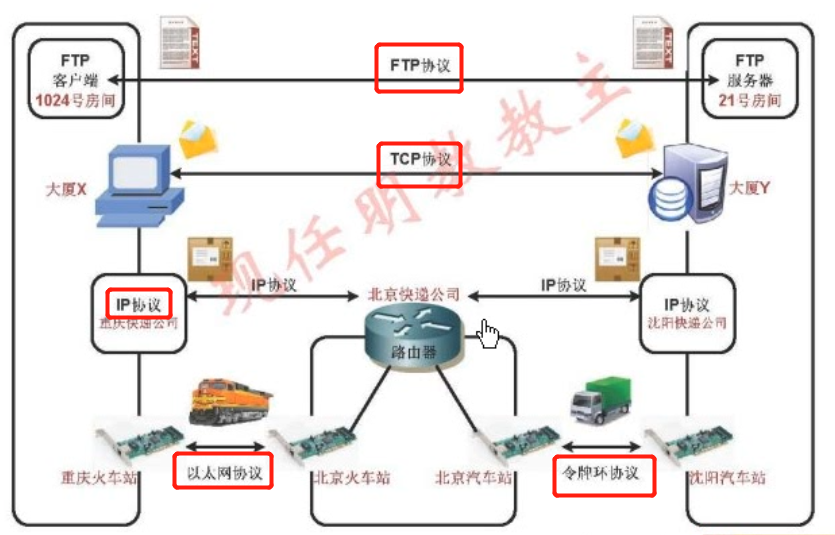 TEXT
TEXT
FTP
客户端
1024号房间
FTP协议
FTP
服务器
21号房间
TCP协议
大厦X
大厦Y
现任明教教主
IP协议
重庆快递公司
IP协议
北京快递公司
IP协议
IP协议
沈阳快递公司
路由器
重庆火车站
以太网协议
北京火车站
北京汽车站
令牌环协议
沈阳汽车站